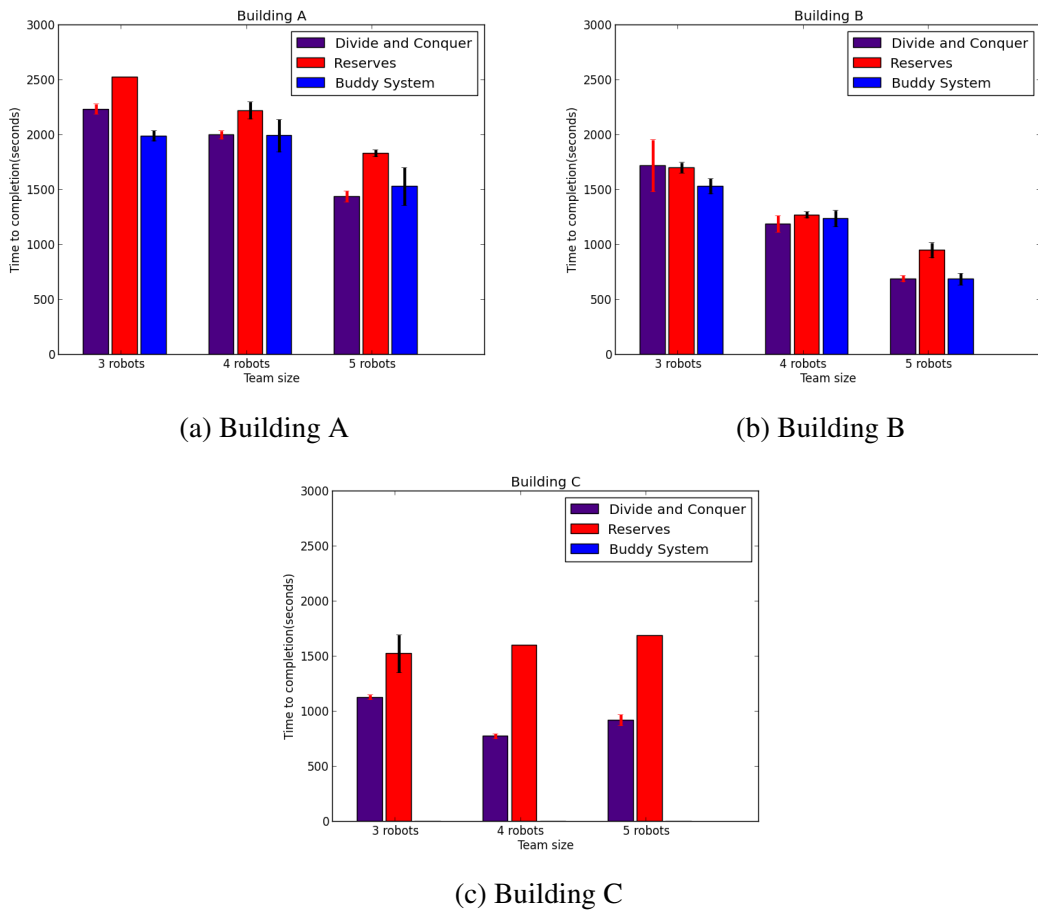 Building A
3000
2500
2000
1500
1000
500
0
Time to completion(seconds)
Divide and Conquer
Reserves
Buddy System
3 robots 4 robots 5 robots
Team size
(a) Building A
Building B
3000
2500
2000
1500
1000
500
0
Time to completion(seconds)
Divide and Conquer
Reserves
Buddy System
3 robots 4 robots 5 robots
Team size
(b) Building B
Building C
3000
2500
2000
1500
1000
500
0
Time to completion(seconds)
Divide and Conquer
Reserves
Buddy System
3 robots 4 robots 5 robots
Team size
(c) Building C